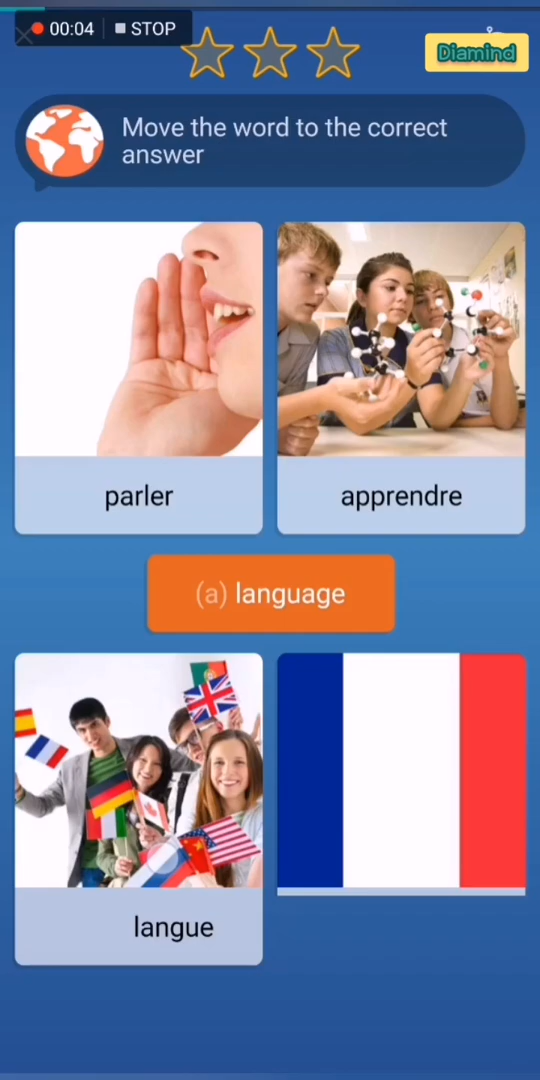 00:04 STOP
Diamind
Move the word to the correct
answer
parler
apprendre
(a) language
langue